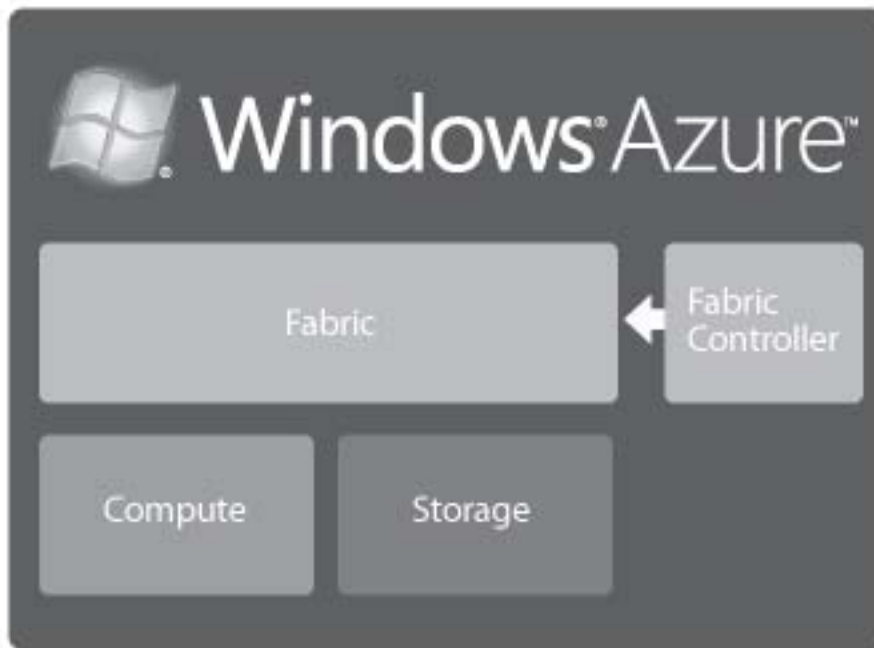 Windows® Azure™
Fabric
Fabric
Controller
Compute
Storage